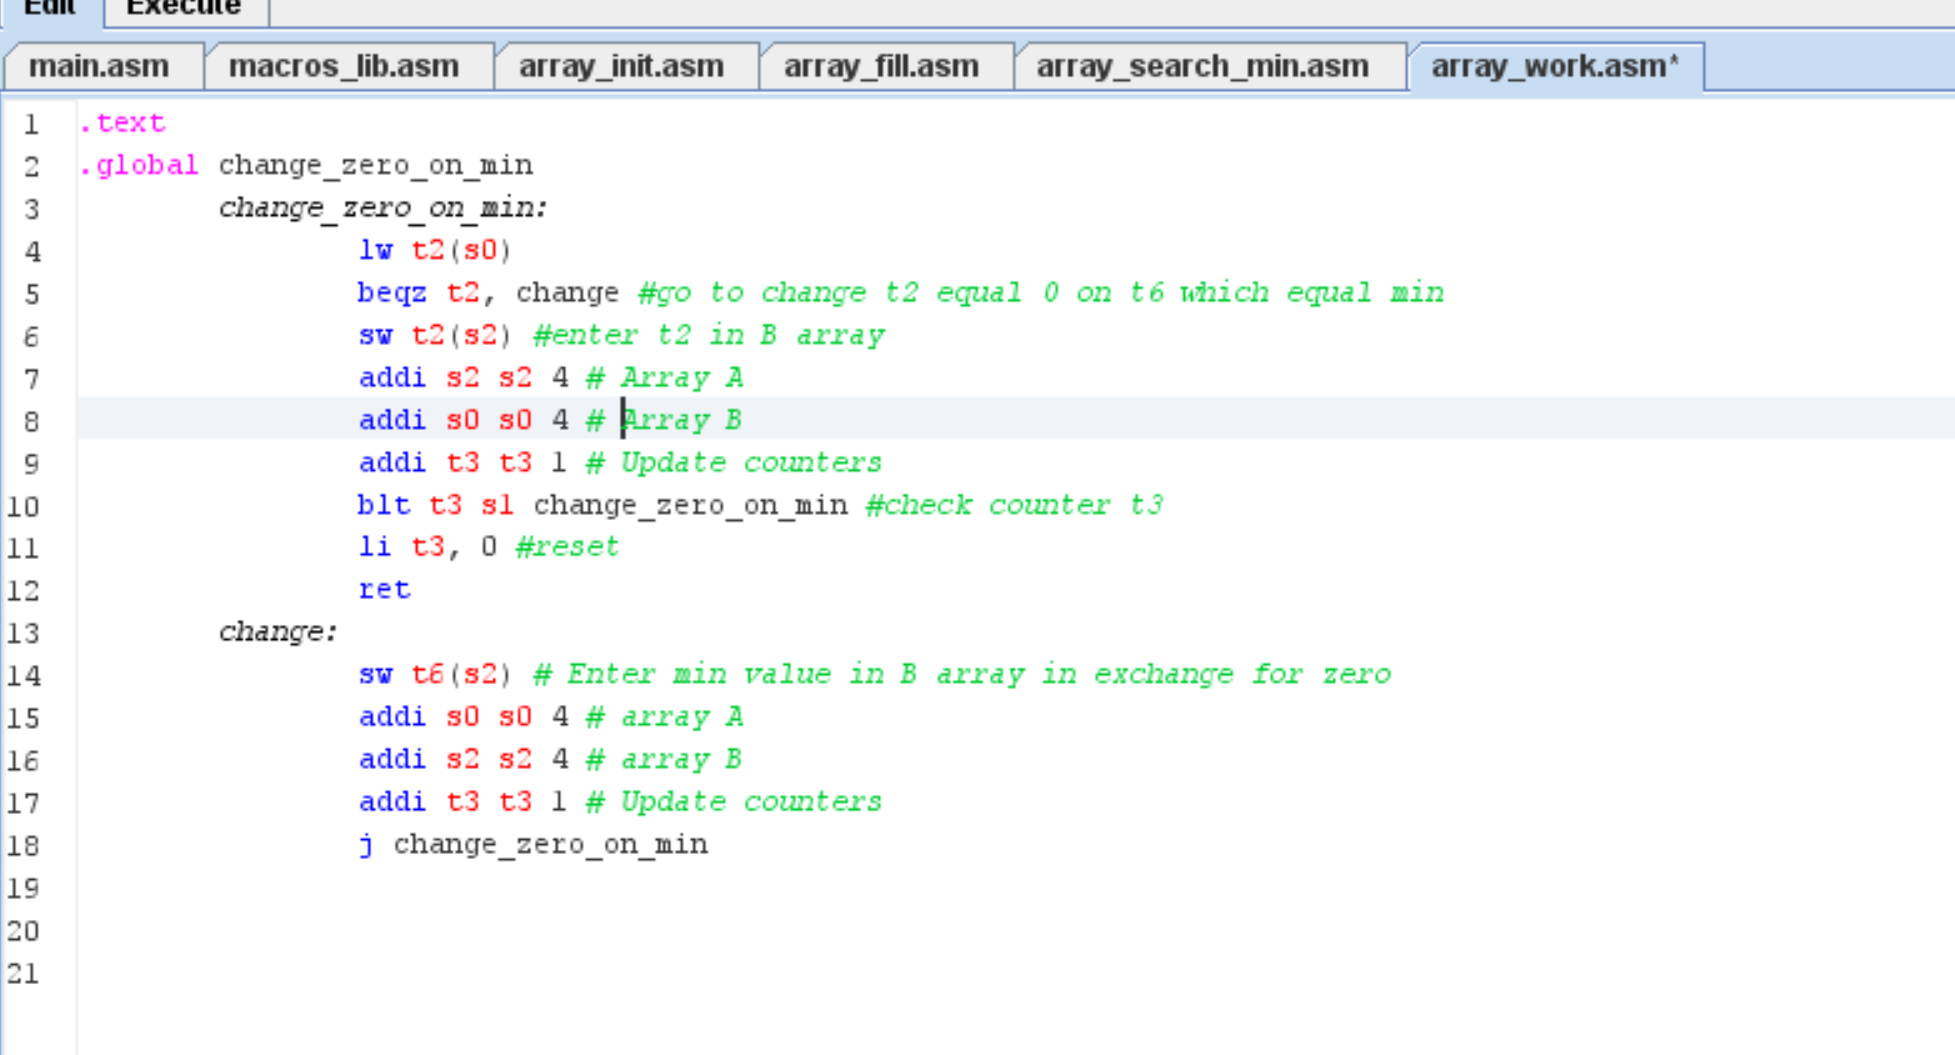 Edit Execute
main.asm macros_lib.asm array_init.asm array_fill.asm array_search_min.asm array_work.asm*
1 .text
2 .global change_zero_on_min
3 change_zero_on_min:
4 lw t2(s0)
5 beqz t2, change #go to change t2 equal 0 on t6 which equal min
6 sw t2(s2) #enter t2 in B array
7 addi s2 s2 4 # Array A
8 addi s0 s0 4 # Array B
9 addi t3 t3 1 # Update counters
10 blt t3 s1 change_zero_on_min #check counter t3
11 li t3, 0 #reset
12 ret
13 change:
14 sw t6(s2) # Enter min value in B array in exchange for zero
15 addi s0 s0 4 # array A
16 addi s2 s2 4 # array B
17 addi t3 t3 1 # Update counters
18 j change_zero_on_min
19
20
21